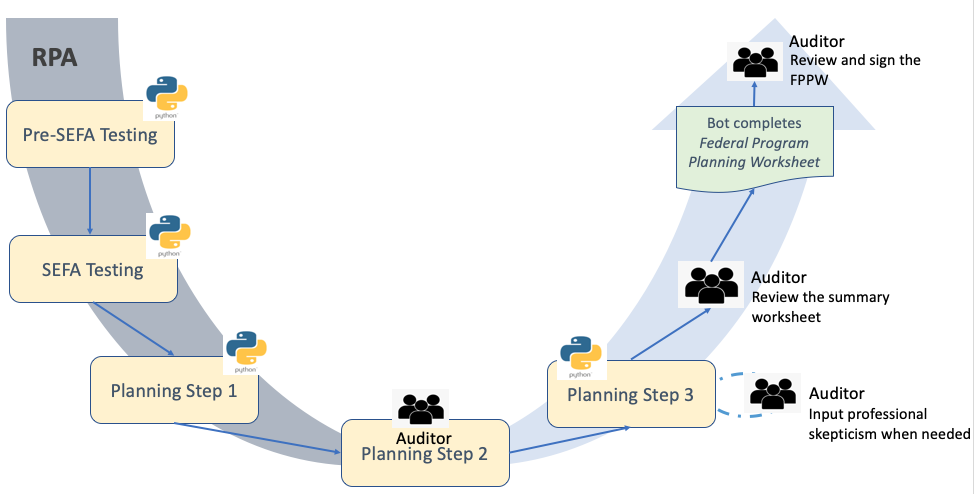 RPA
python
Pre-SEFA Testing
python
SEFA Testing
python
Planning Step 1
Auditor
Planning Step 2
python
Planning Step 3
Auditor
Input professional
skepticism when needed
Auditor
Review the summary
worksheet
Bot completes
Federal Program
Planning Worksheet
Auditor
Review and sign the
FPPW